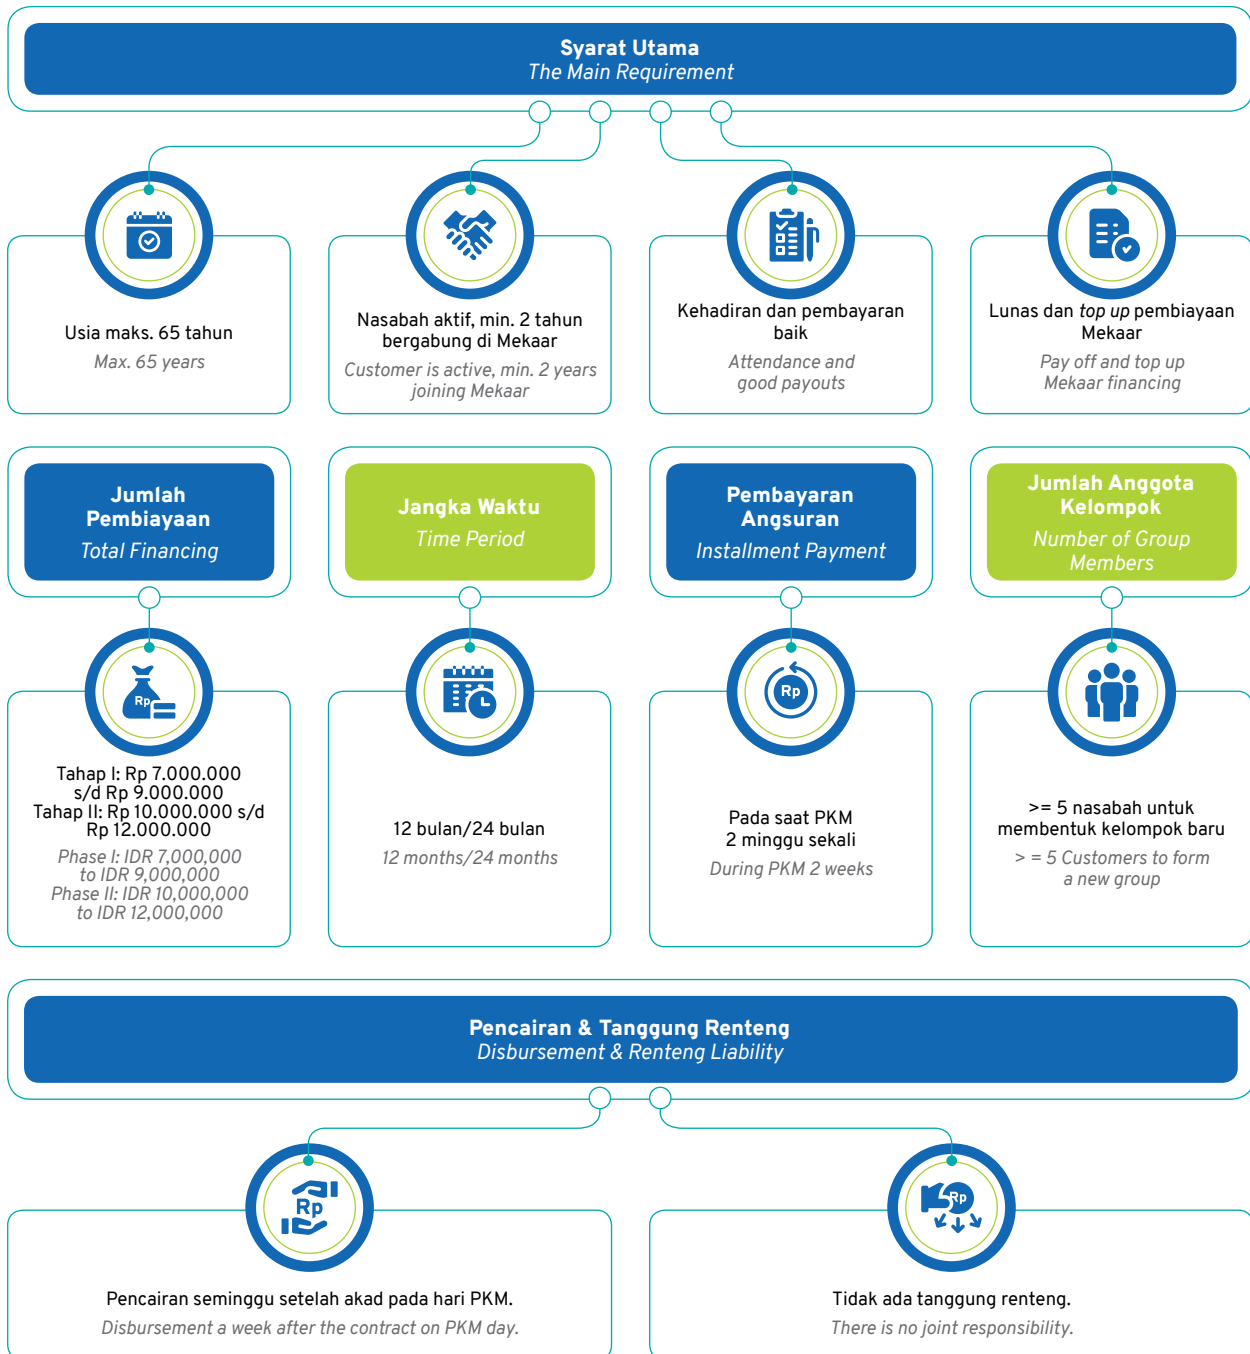 Syarat Utama
The Main Requirement
Usia maks. 65 tahun
Max. 65 years
Nasabah aktif, min. 2 tahun
bergabung di Mekaar
Customer is active, min. 2 years
joining Mekaar
Kehadiran dan pembayaran
baik
Attendance and
good payouts
Lunas dan top up pembiayaan
Mekaar
Pay off and top up
Mekaar financing
Jumlah
Pembiayaan
Total Financing
Jangka Waktu
Time Period
Pembayaran
Angsuran
Installment Payment
Jumlah Anggota
Kelompok
Number of Group
Members
Rp
Tahap I: Rp 7.000.000
s/d Rp 9.000.000
Tahap II: Rp 10.000.000 s/d
Rp 12.000.000
Phase I: IDR 7,000,000
to IDR 9,000,000
Phase II: IDR 10,000,000
to IDR 12,000,000
12 bulan/24 bulan
12 months/24 months
Rp
Pada saat PKM
2 minggu sekali
During PKM 2 weeks
>= 5 nasabah untuk
membentuk kelompok baru
> = 5 Customers to form
a new group
Pencairan & Tanggung Renteng
Disbursement & Renteng Liability
Rp
Pencairan seminggu setelah akad pada hari PKM.
Disbursement a week after the contract on PKM day.
Rp
Tidak ada tanggung renteng.
There is no joint responsibility.